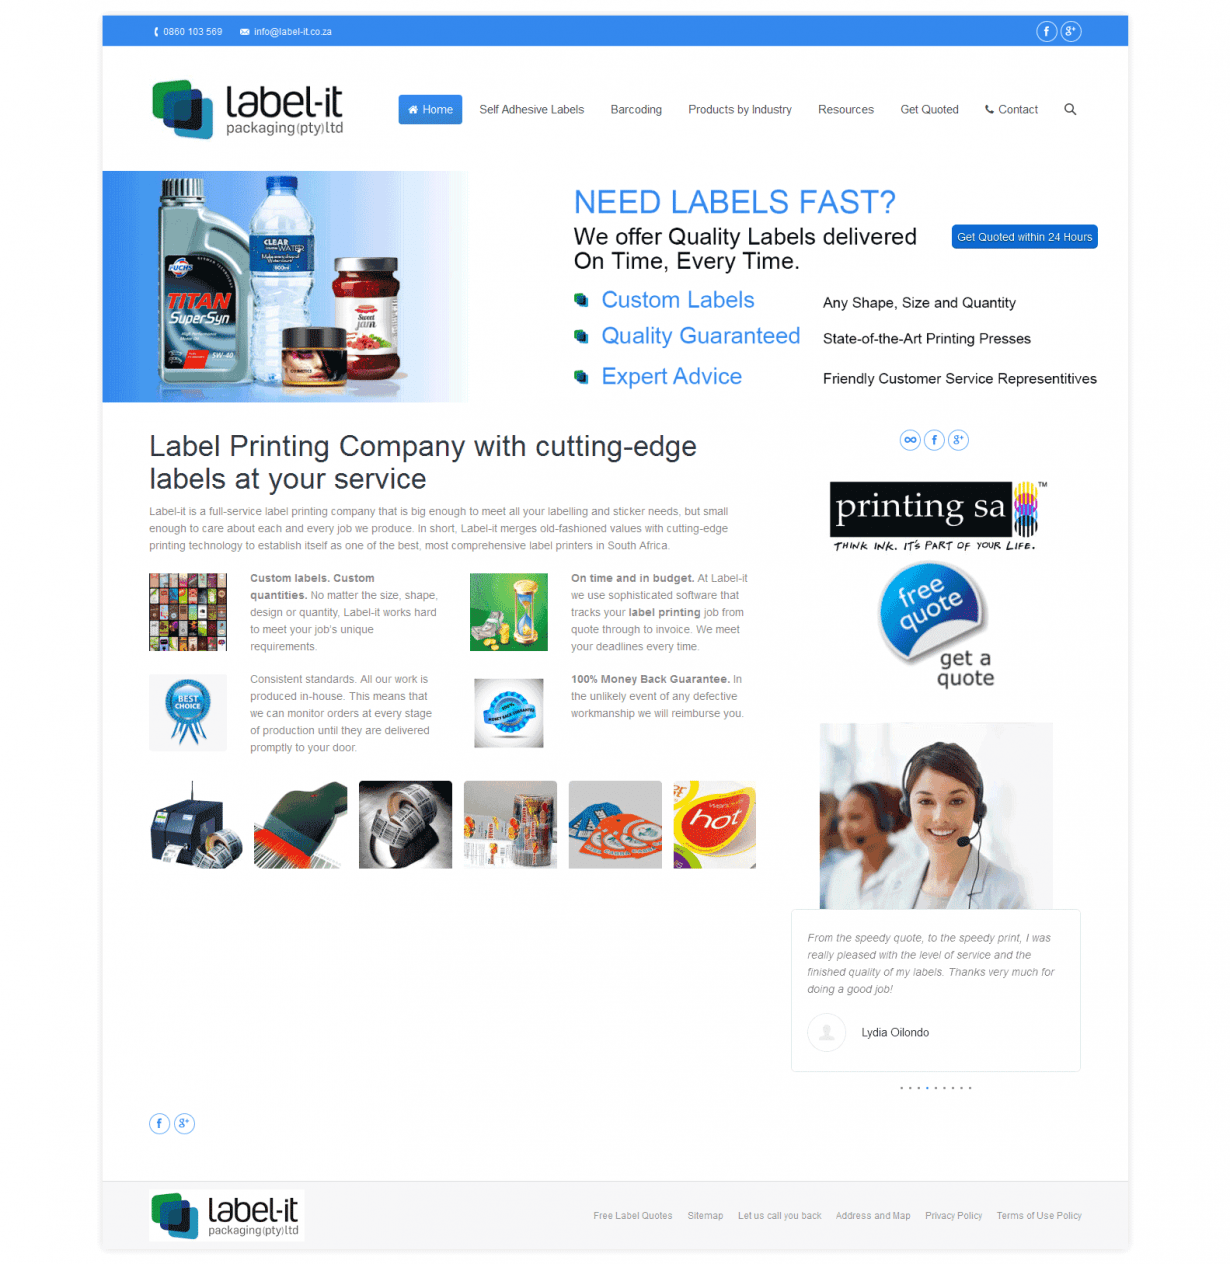 0860 103 569
info@label-it.co.za
label-it
packaging(pty)ltd
Home
Self Adhesive Labels
Barcoding
Products by Industry
Resources
Get Quoted
Contact
FUCHS
TITAN
SuperSyn
5W-40
CLEAR
WATER
500ml
Sweet
jam
COSMETICS
NEED LABELS FAST?
We offer Quality Labels delivered
On Time, Every Time.
Get Quoted within 24 Hours
Custom Labels
Any Shape, Size and Quantity
Quality Guaranteed
State-of-the-Art Printing Presses
Expert Advice
Friendly Customer Service Representitives
Label Printing Company with cutting-edge
labels at your service
Label-it is a full-service label printing company that is big enough to meet all your labelling and sticker needs, but small
enough to care about each and every job we produce. In short, Label-it merges old-fashioned values with cutting-edge
printing technology to establish itself as one of the best, most comprehensive label printers in South Africa.
Custom labels. Custom
quantities. No matter the size, shape,
design or quantity, Label-it works hard
to meet your job's unique
requirements.
On time and in budget. At Label-it
we use sophisticated software that
tracks your label printing job from
quote through to invoice. We meet
your deadlines every time.
BEST
CHOICE
Consistent standards. All our work is
produced in-house. This means that
we can monitor orders at every stage
of production until they are delivered
promptly to your door.
100%
MONEY BACK GUARANTEE
100% Money Back Guarantee. In
the unlikely event of any defective
workmanship we will reimburse you.
hot
printing sa
TM
THINK INK. IT'S PART OF YOUR LIFE.
free
quote
get a
quote
From the speedy quote, to the speedy print, I was
really pleased with the level of service and the
finished quality of my labels. Thanks very much for
doing a good job!
Lydia Oilondo
label-it
packaging(pty)ltd
Free Label Quotes
Sitemap
Let us call you back
Address and Map
Privacy Policy
Terms of Use Policy